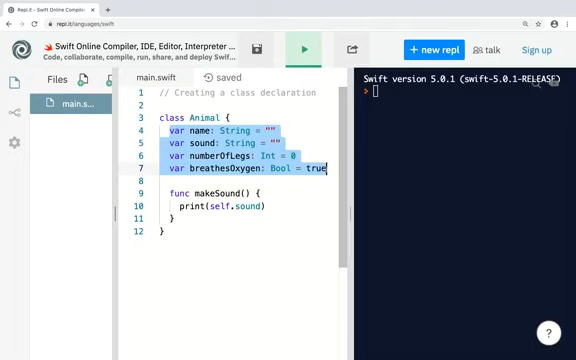 Swift Online Compiler
repl.it/languages/swift
Swift Online Compiler, IDE, Editor, Interpreter ...
Code, collaborate, compile, run, share, and deploy Swif...
+ new repl
talk
Sign up
Files
main.s...
main.swift
saved
1 // Creating a class declaration
2
3 class Animal {
4 var name: String = ""
5 var sound: String = ""
6 var numberOfLegs: Int = 0
7 var breathesOxygen: Bool = true
8
9 func makeSound() {
10 print(self.sound)
11 }
12 }
Swift version 5.0.1 (swift-5.0.1-RELEASE)
>
?